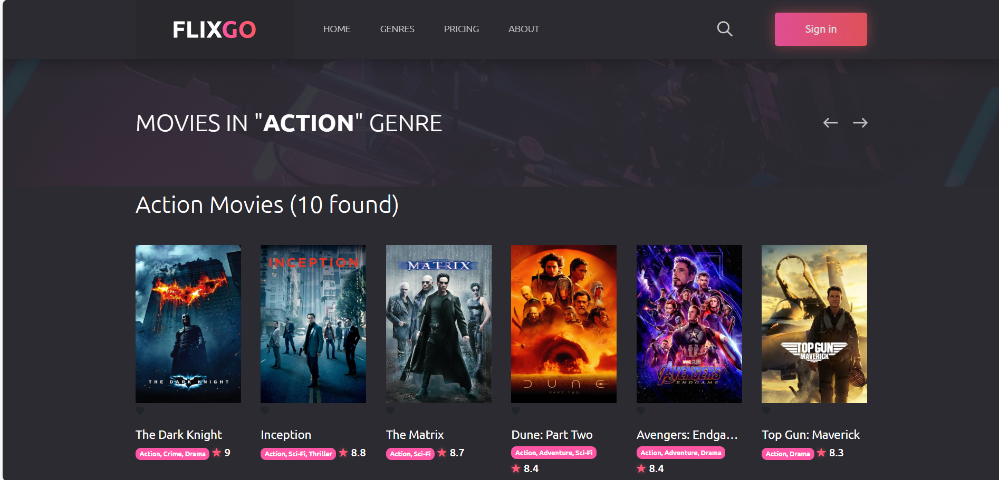 FLIXGO HOME GENRES PRICING ABOUT Sign in
MOVIES IN "ACTION" GENRE
Action Movies (10 found)
INCEPTION
MATRIX
THE DARK KNIGHT
DUNE
PART TWO
MARVEL STUDIOS
AVENGERS
ENDGAME
TOP GUN
MAVERICK
The Dark Knight Inception The Matrix Dune: Part Two Avengers: Endga... Top Gun: Maverick
Action, Crime, Drama ★ 9 Action, Sci-Fi, Thriller ★ 8.8 Action, Sci-Fi ★ 8.7 Action, Adventure, Sci-Fi Action, Adventure, Drama Action, Drama ★ 8.3
★ 8.4 ★ 8.4